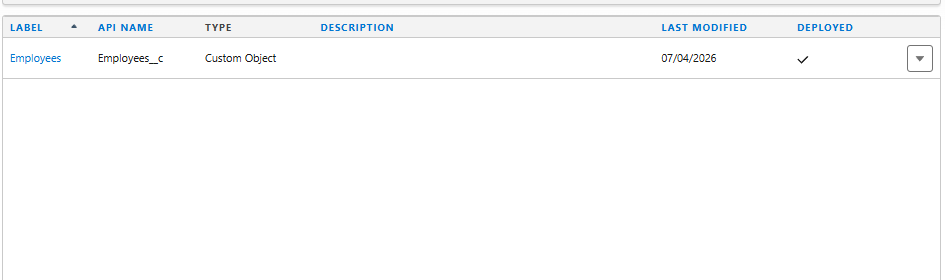 LABEL API NAME TYPE DESCRIPTION LAST MODIFIED DEPLOYED
Employees Employees__c Custom Object 07/04/2026